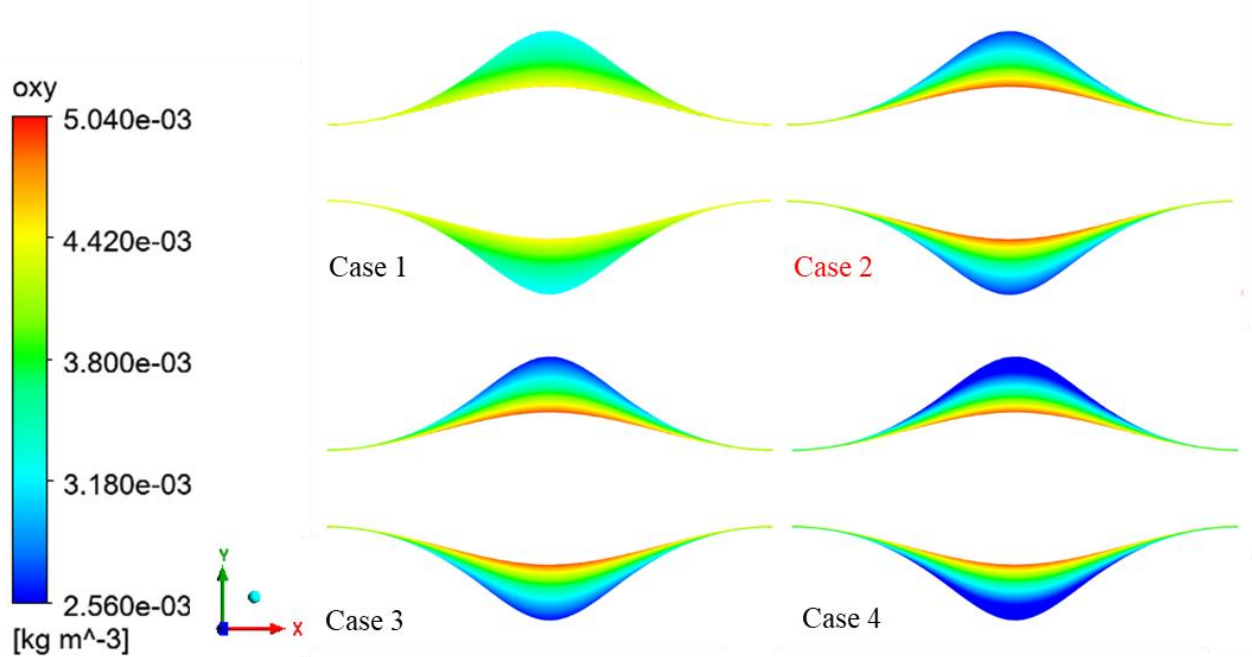 oxy
5.040e-03
4.420e-03
3.800e-03
3.180e-03
2.560e-03
[kg m^-3]
Y
X
Case 1
Case 2
Case 3
Case 4